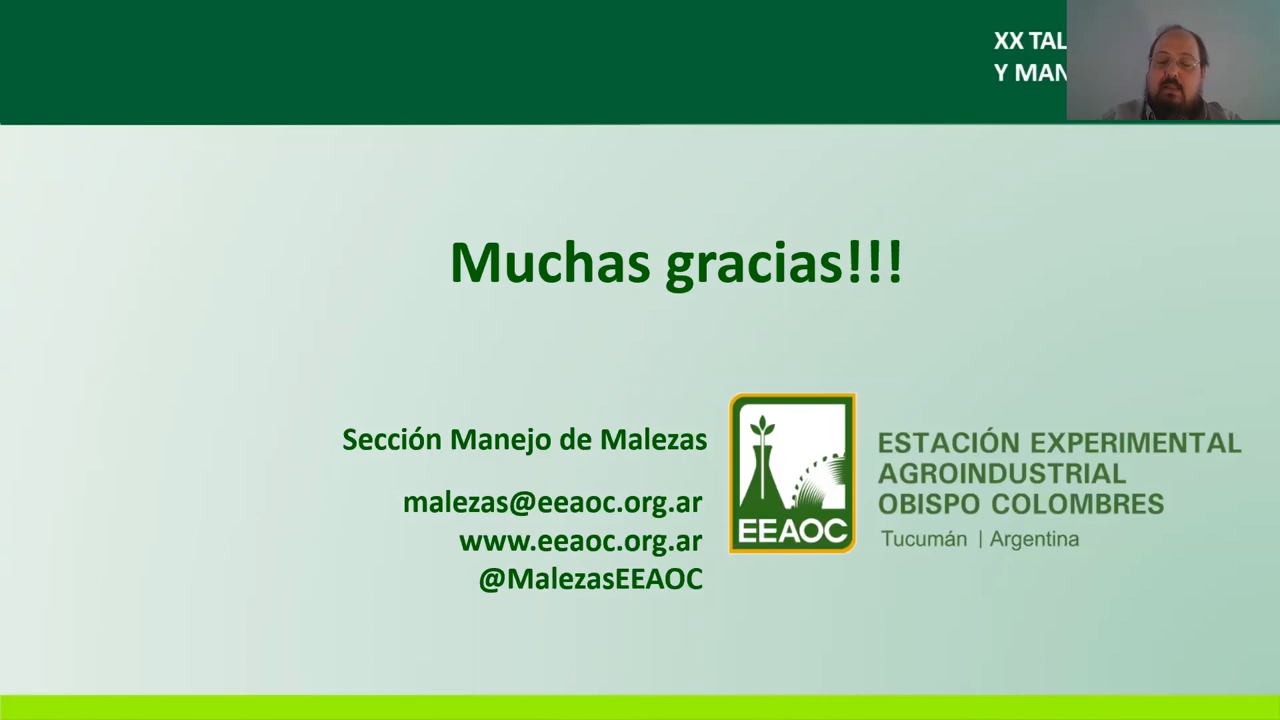 XX TAL
Y MAN
Muchas gracias!!!
Sección Manejo de Malezas
malezas@eeaoc.org.ar
www.eeaoc.org.ar
@MalezasEEAOC
EEAOC
ESTACIÓN EXPERIMENTAL
AGROINDUSTRIAL
OBISPO COLOMBRES
Tucumán | Argentina